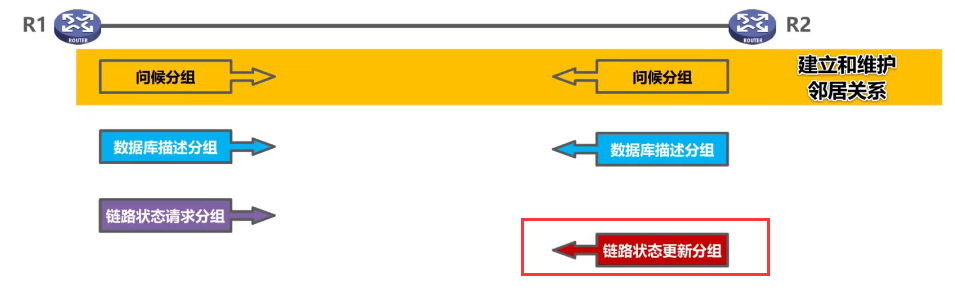 R1
ROUTER
ROUTER
R2
问候分组
问候分组
建立和维护
邻居关系
数据库描述分组
数据库描述分组
链路状态请求分组
链路状态更新分组